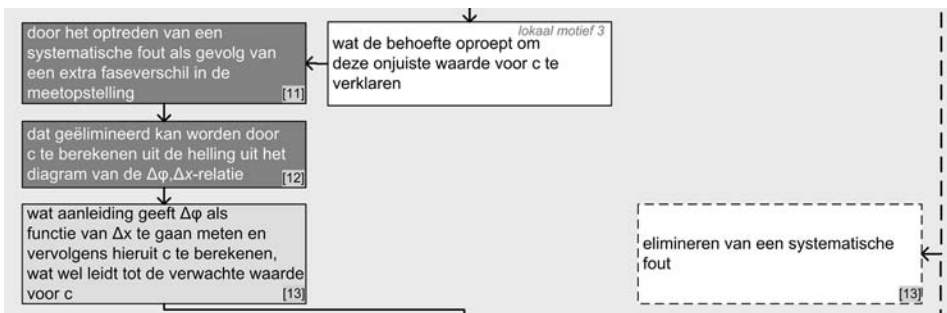 door het optreden van een
systematische fout als gevolg van
een extra faseverschil in de
meetopstelling [11]
lokaal motief 3
wat de behoefte oproept om
deze onjuiste waarde voor c te
verklaren
dat geëlimineerd kan worden door
c te berekenen uit de helling uit het
diagram van de Δφ,Δx-relatie [12]
wat aanleiding geeft Δφ als
functie van Δx te gaan meten en
vervolgens hieruit c te berekenen,
wat wel leidt tot de verwachte waarde
voor c [13]
elimineren van een systematische
fout
[13]